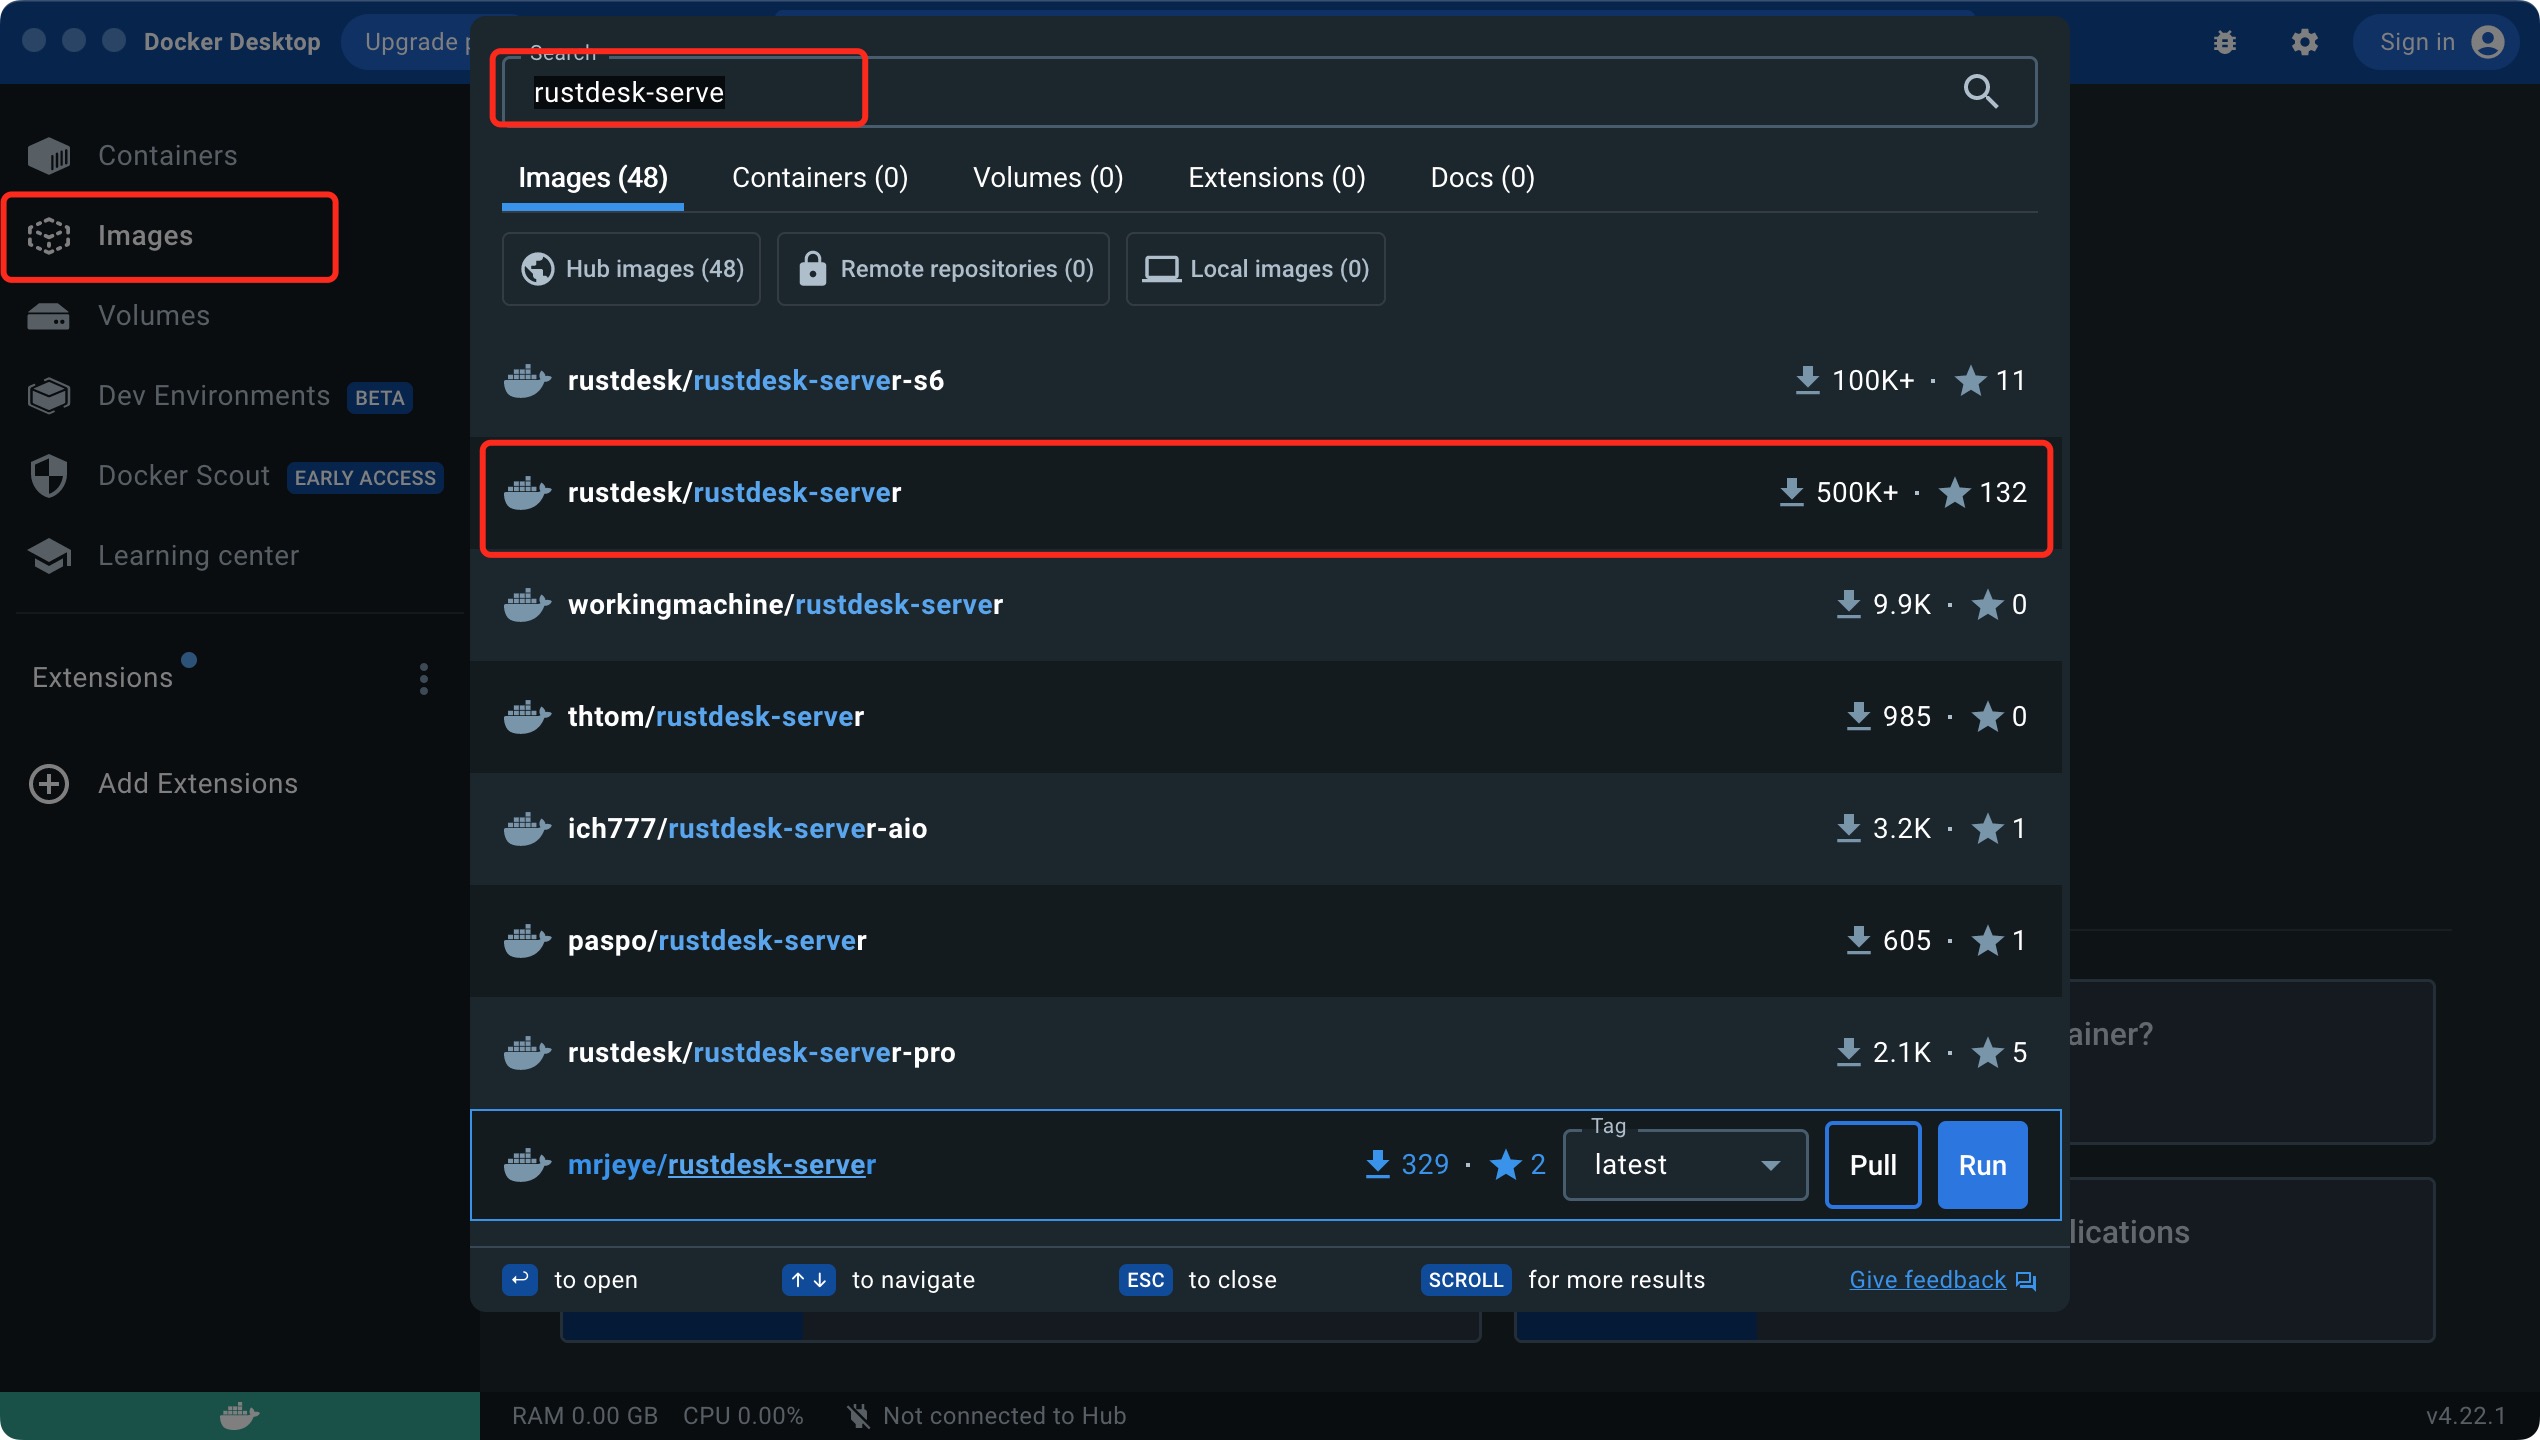 Docker Desktop
Upgrade
Sign in
Search
rustdesk-serve
Images (48)
Containers (0)
Volumes (0)
Extensions (0)
Docs (0)
Hub images (48)
Remote repositories (0)
Local images (0)
Containers
Images
Volumes
Dev Environments BETA
Docker Scout EARLY ACCESS
Learning center
Extensions
Add Extensions
rustdesk/rustdesk-server-s6 100K+ · 11
rustdesk/rustdesk-server 500K+ · 132
workingmachine/rustdesk-server 9.9K · 0
thtom/rustdesk-server 985 · 0
ich777/rustdesk-server-aio 3.2K · 1
paspo/rustdesk-server 605 · 1
rustdesk/rustdesk-server-pro 2.1K · 5
mrjeye/rustdesk-server 329 · 2
Tag
latest
Pull
Run
to open
↑ ↓ to navigate
ESC to close
SCROLL for more results
Give feedback
ainer?
lications
RAM 0.00 GB CPU 0.00% Not connected to Hub
v4.22.1